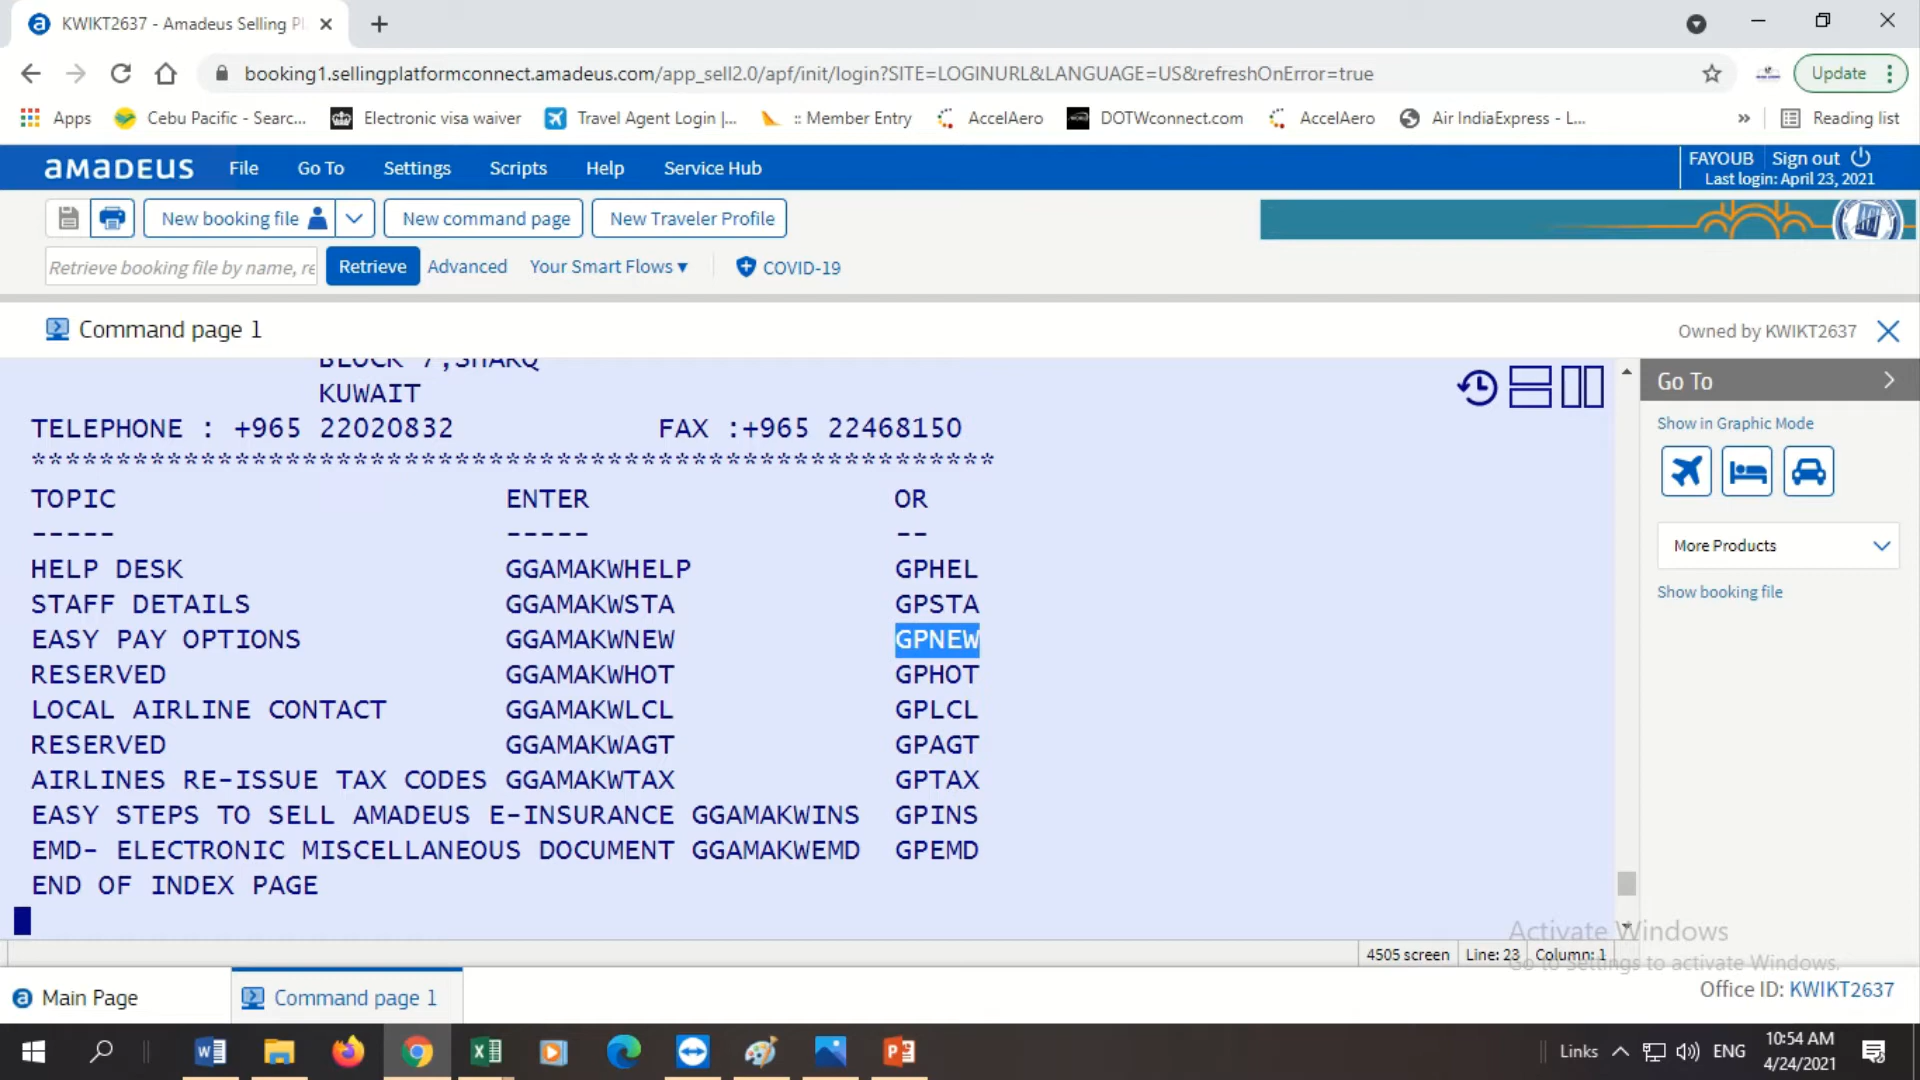 KWIKT2637 - Amadeus Selling Pl
booking1.sellingplatformconnect.amadeus.com/app_sell2.0/apf/init/login?SITE=LOGINURL&LANGUAGE=US&refreshOnError=true
Update
Apps
Cebu Pacific - Searc...
Electronic visa waiver
Travel Agent Login |...
:: Member Entry
AccelAero
DOTWconnect.com
AccelAero
Air IndiaExpress - L...
»
Reading list
amadeus
File
Go To
Settings
Scripts
Help
Service Hub
FAYOUB
Sign out
Last login: April 23, 2021
New booking file
New command page
New Traveler Profile
Retrieve booking file by name, re
Retrieve
Advanced
Your Smart Flows
COVID-19
Command page 1
Owned by KWIKT2637
BLOCK 7,SHARQ
KUWAIT
TELEPHONE : +965 22020832 FAX :+965 22468150
*********************************************************
TOPIC ENTER OR
----- ----- --
HELP DESK GGAMAKWHELP GPHEL
STAFF DETAILS GGAMAKWSTA GPSTA
EASY PAY OPTIONS GGAMAKWNEW GPNEW
RESERVED GGAMAKWHOT GPHOT
LOCAL AIRLINE CONTACT GGAMAKWLCL GPLCL
RESERVED GGAMAKWAGT GPAGT
AIRLINES RE-ISSUE TAX CODES GGAMAKWTAX GPTAX
EASY STEPS TO SELL AMADEUS E-INSURANCE GGAMAKWINS GPINS
EMD- ELECTRONIC MISCELLANEOUS DOCUMENT GGAMAKWEMD GPEMD
END OF INDEX PAGE
Go To
Show in Graphic Mode
More Products
Show booking file
Activate Windows
Go to Settings to activate Windows.
4505 screen
Line: 23
Column: 1
Main Page
Command page 1
Office ID: KWIKT2637
Links
ENG
10:54 AM
4/24/2021